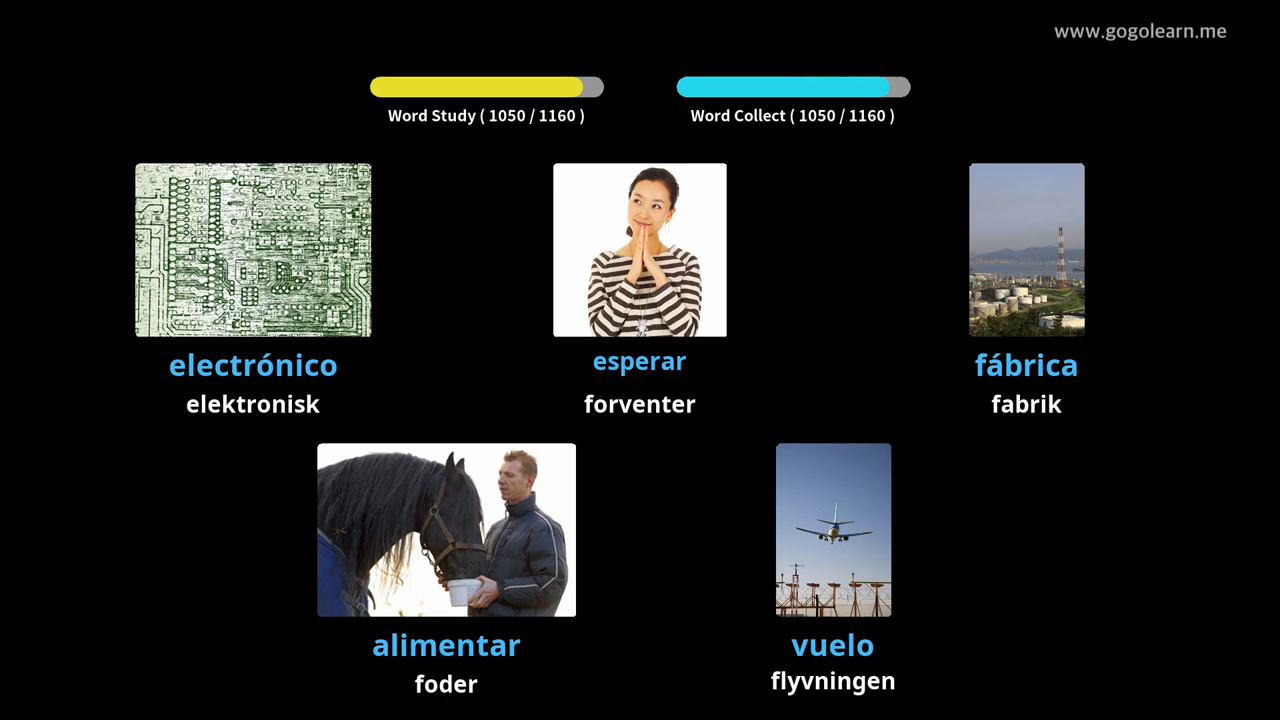 www.gogolearn.me
Word Study ( 1050 / 1160 )
Word Collect ( 1050 / 1160 )
electrónico
elektronisk
esperar
forventer
fábrica
fabrik
alimentar
foder
vuelo
flyvningen